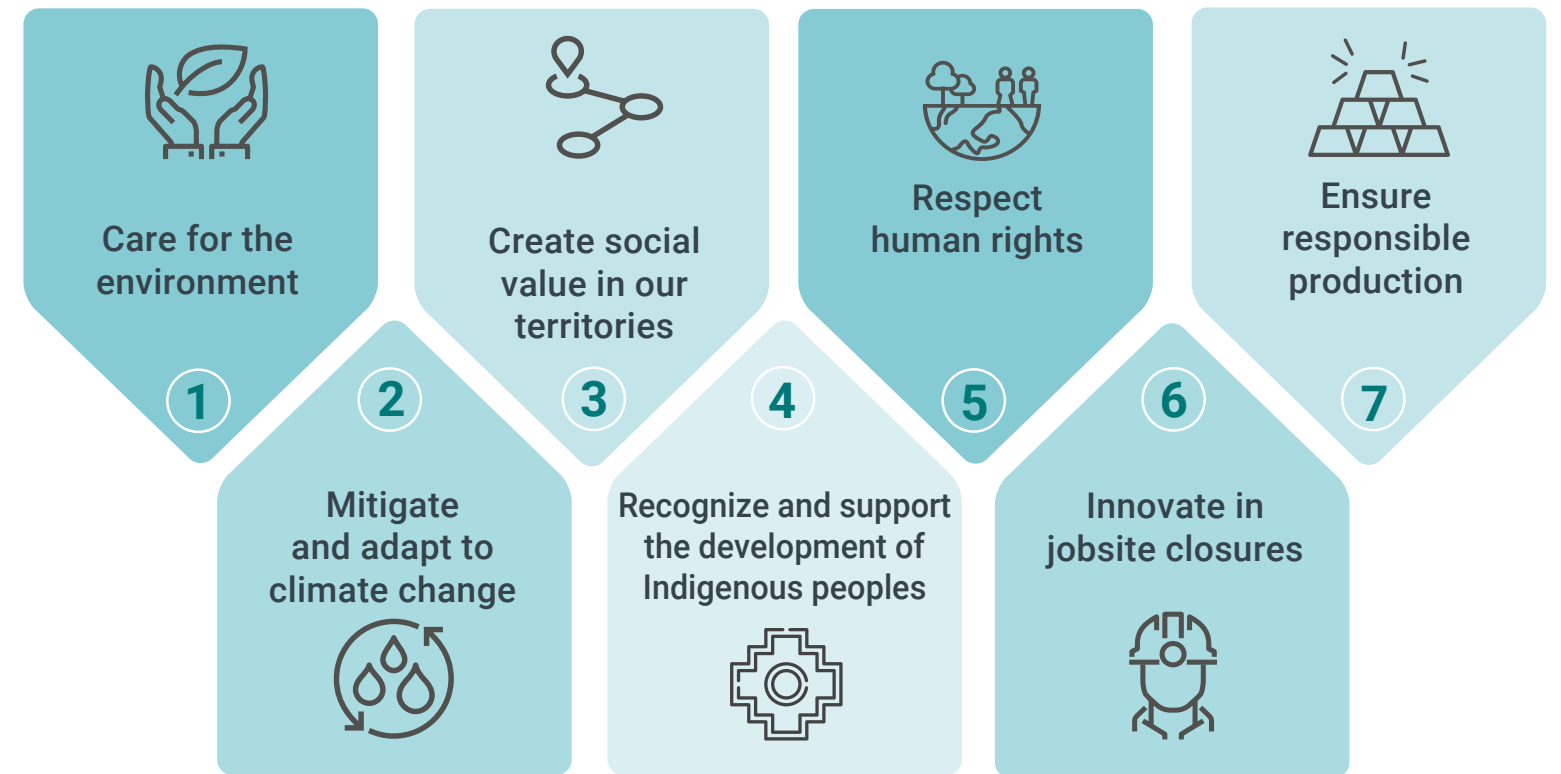 Care for the
environment
1
2
Mitigate
and adapt to
climate change
Create social
value in our
territories
3
4
Recognize and support
the development of
Indigenous peoples
Respect
human rights
5
6
Innovate in
jobsite closures
Ensure
responsible
production
7